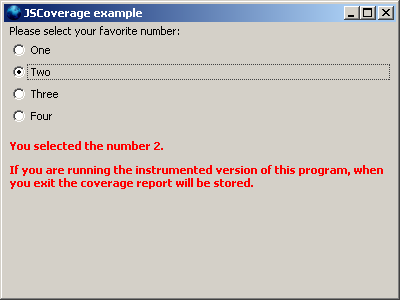 JSCoverage example
Please select your favorite number:
One
Two
Three
Four
You selected the number 2.
If you are running the instrumented version of this program, when
you exit the coverage report will be stored.